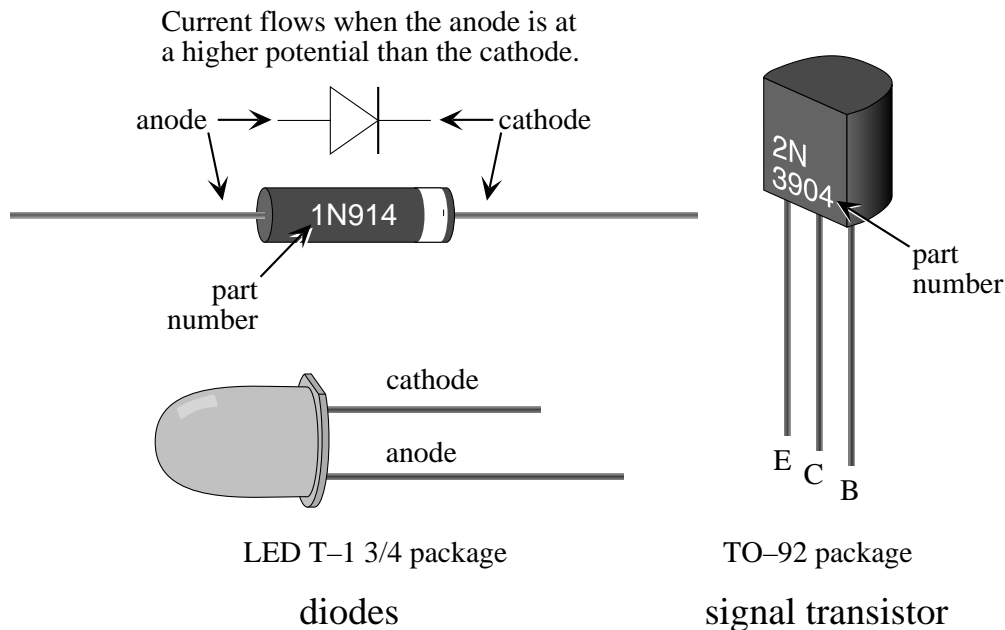 Current flows when the anode is at
a higher potential than the cathode.
anode
cathode
1N914
part
number
cathode
anode
LED T–1 3/4 package
diodes
2N
3904
part
number
E
C
B
TO–92 package
signal transistor